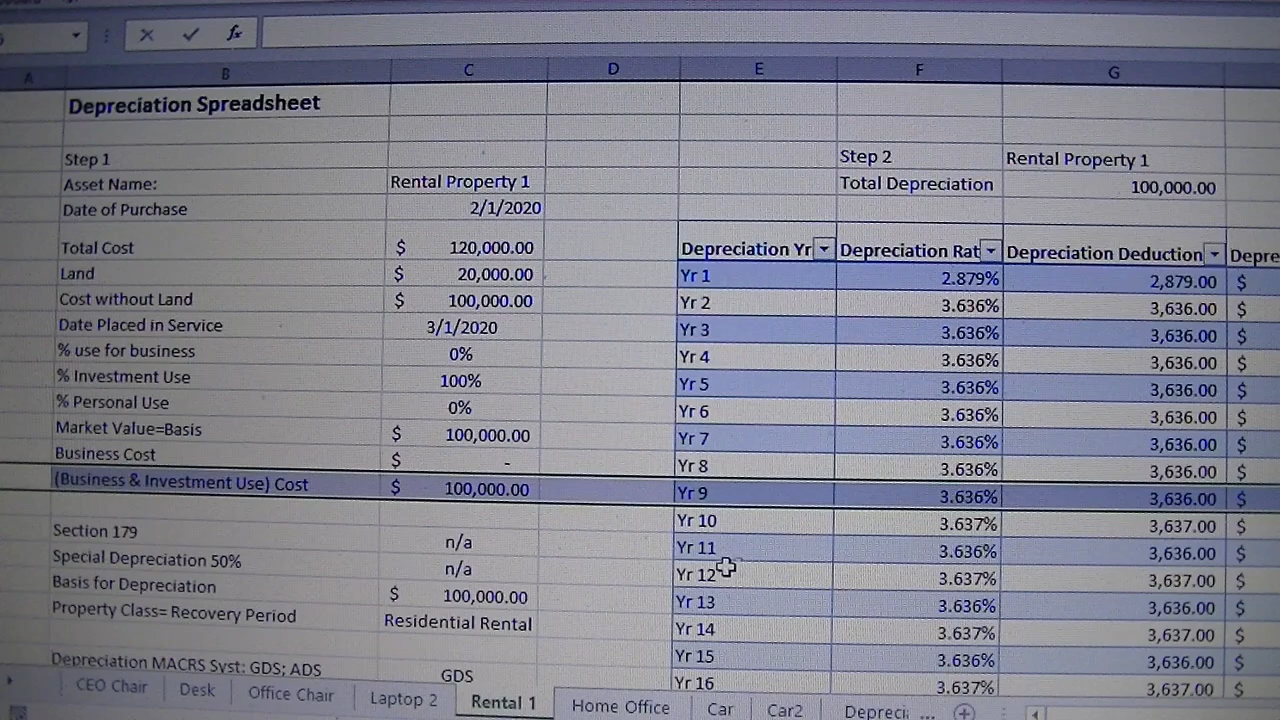 fx
A B C D E F G
Depreciation Spreadsheet
Step 1 Step 2 Rental Property 1
Asset Name: Rental Property 1 Total Depreciation 100,000.00
Date of Purchase 2/1/2020
Total Cost $ 120,000.00 Depreciation Yr Depreciation Rat Depreciation Deduction Depre
Land $ 20,000.00 Yr 1 2.879% 2,879.00 $
Cost without Land $ 100,000.00 Yr 2 3.636% 3,636.00 $
Date Placed in Service 3/1/2020 Yr 3 3.636% 3,636.00 $
% use for business 0% Yr 4 3.636% 3,636.00 $
% Investment Use 100% Yr 5 3.636% 3,636.00 $
% Personal Use 0% Yr 6 3.636% 3,636.00 $
Market Value=Basis $ 100,000.00 Yr 7 3.636% 3,636.00 $
Business Cost $ - Yr 8 3.636% 3,636.00 $
(Business & Investment Use) Cost $ 100,000.00 Yr 9 3.636% 3,636.00 $
Yr 10 3.637% 3,637.00 $
Section 179 n/a Yr 11 3.636% 3,636.00 $
Special Depreciation 50% n/a Yr 12 3.637% 3,637.00 $
Basis for Depreciation $ 100,000.00 Yr 13 3.636% 3,636.00 $
Property Class= Recovery Period Residential Rental Yr 14 3.637% 3,637.00 $
Yr 15 3.636% 3,636.00 $
Depreciation MACRS Syst: GDS; ADS GDS Yr 16 3.637% 3,637.00 $
CEO Chair Desk Office Chair Laptop 2 Rental 1 Home Office Car Car2 Depreci ...